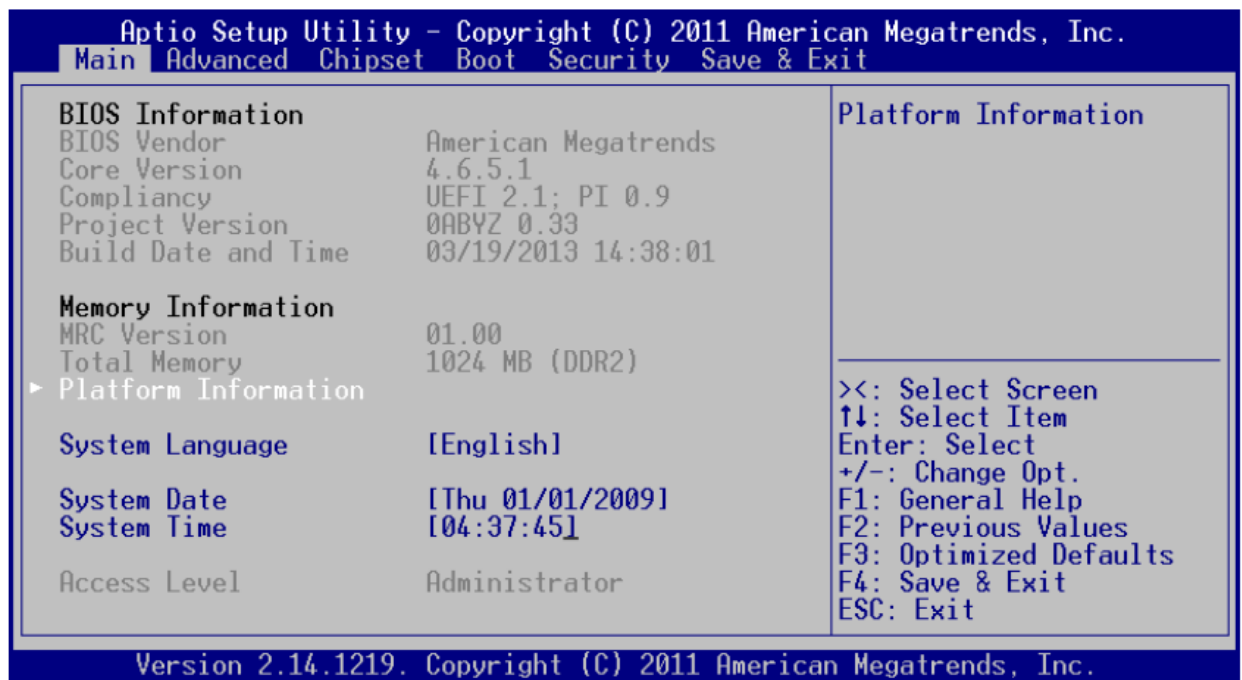 Aptio Setup Utility - Copyright (C) 2011 American Megatrends, Inc.
Main Advanced Chipset Boot Security Save & Exit
BIOS Information
BIOS Vendor American Megatrends
Core Version 4.6.5.1
Compliancy UEFI 2.1; PI 0.9
Project Version 0ABYZ 0.33
Build Date and Time 03/19/2013 14:38:01
Memory Information
MRC Version 01.00
Total Memory 1024 MB (DDR2)
► Platform Information
System Language [English]
System Date [Thu 01/01/2009]
System Time [04:37:45]
Access Level Administrator
Platform Information
><: Select Screen
↑↓: Select Item
Enter: Select
+/-: Change Opt.
F1: General Help
F2: Previous Values
F3: Optimized Defaults
F4: Save & Exit
ESC: Exit
Version 2.14.1219. Copyright (C) 2011 American Megatrends, Inc.